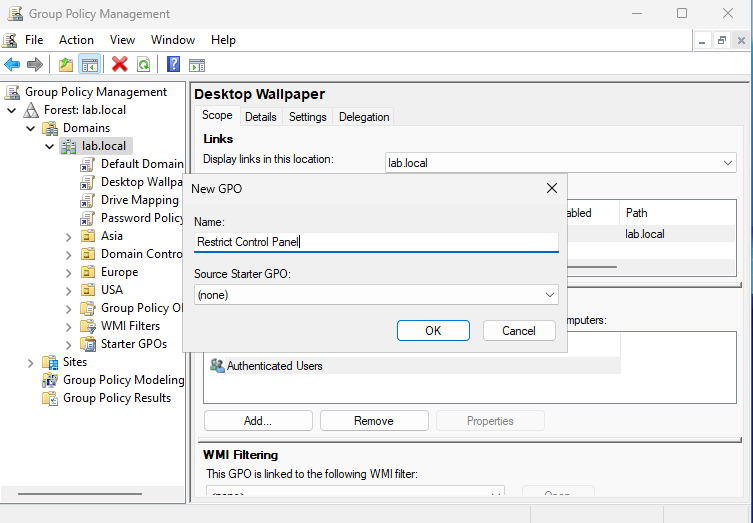 Group Policy Management
File Action View Window Help
Group Policy Management
Forest: lab.local
Domains
lab.local
Default Domain
Desktop Wallpa
Drive Mapping
Password Policy
Asia
Domain Contro
Europe
USA
Group Policy Ol
WMI Filters
Starter GPOs
Sites
Group Policy Modeling
Group Policy Results
Desktop Wallpaper
Scope Details Settings Delegation
Links
Display links in this location: lab.local
abled Path
lab.local
New GPO
Name:
Restrict Control Panel
Source Starter GPO:
(none)
OK Cancel
mputers:
Authenticated Users
Add... Remove Properties
WMI Filtering
This GPO is linked to the following WMI filter:
(none) Open